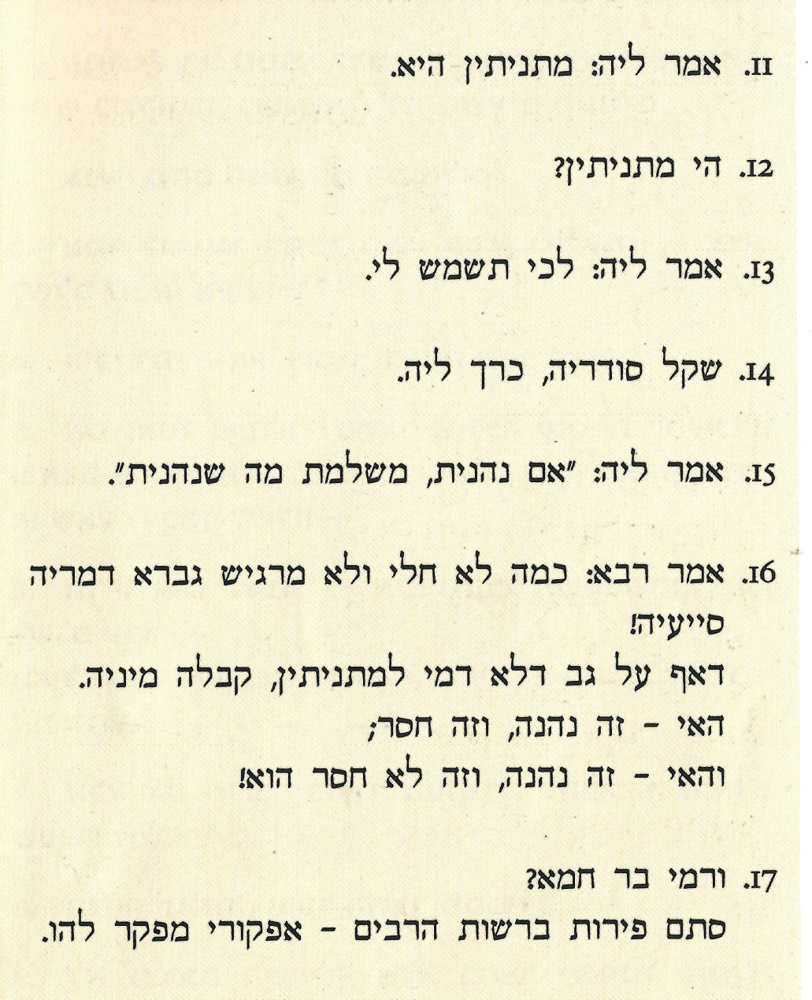 11. אמר ליה: מתניתין היא.
12. הי מתניתין?
13. אמר ליה: לכי תשמש לי.
14. שקל סודריה, כרך ליה.
15. אמר ליה: "אם נהנית, משלמת מה שנהנית".
16. אמר רבא: כמה לא חלי ולא מרגיש גברא דמריה
סייעיה!
דאף על גב דלא דמי למתניתין, קבלה מיניה.
האי – זה נהנה, וזה חסר;
והאי – זה נהנה, וזה לא חסר הוא!
17. ורמי בר חמא?
סתם פירות ברשות הרבים – אפקורי מפקר להו.